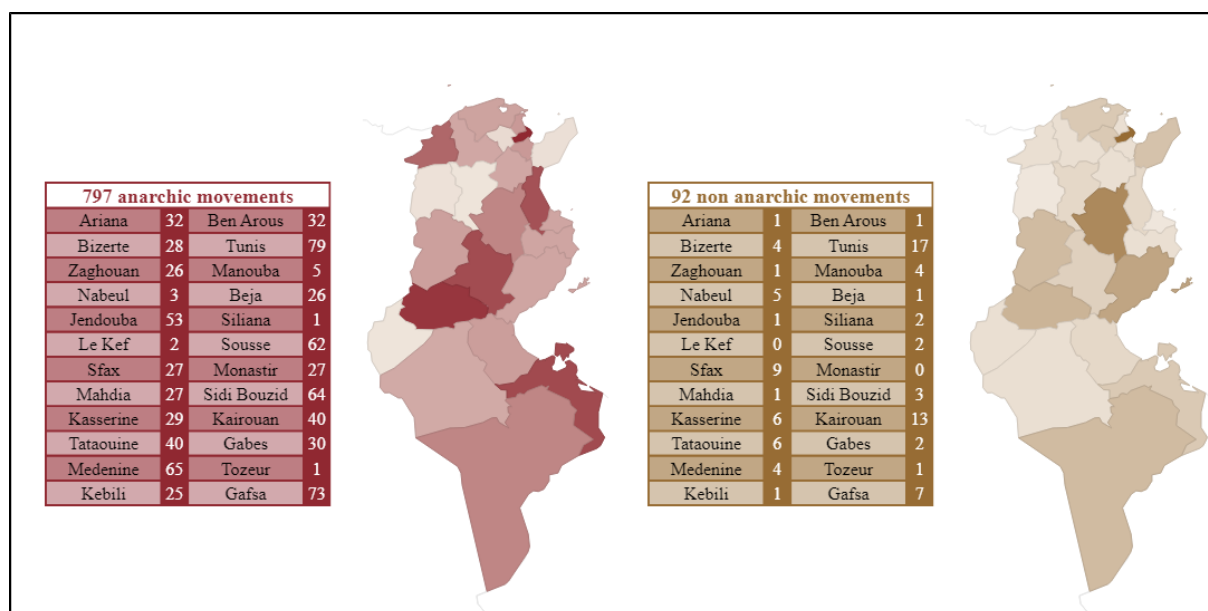 797 anarchic movements
Ariana 32 Ben Arous 32
Bizerte 28 Tunis 79
Zaghouan 26 Manouba 5
Nabeul 3 Beja 26
Jendouba 53 Siliana 1
Le Kef 2 Sousse 62
Sfax 27 Monastir 27
Mahdia 27 Sidi Bouzid 64
Kasserine 29 Kairouan 40
Tataouine 40 Gabes 30
Medenine 65 Tozeur 1
Kebili 25 Gafsa 73
92 non anarchic movements
Ariana 1 Ben Arous 1
Bizerte 4 Tunis 17
Zaghouan 1 Manouba 4
Nabeul 5 Beja 1
Jendouba 1 Siliana 2
Le Kef 0 Sousse 2
Sfax 9 Monastir 0
Mahdia 1 Sidi Bouzid 3
Kasserine 6 Kairouan 13
Tataouine 6 Gabes 2
Medenine 4 Tozeur 1
Kebili 1 Gafsa 7